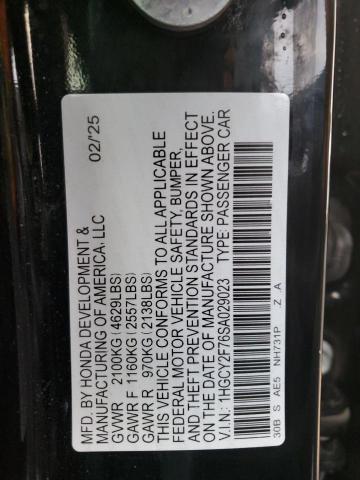 MFD. BY HONDA DEVELOPMENT &
MANUFACTURING OF AMERICA, LLC 02/'25
GVWR 2100KG (4629LBS)
GAWR F 1160KG (2557LBS)
GAWR R 970KG (2138LBS)
THIS VEHICLE CONFORMS TO ALL APPLICABLE
FEDERAL MOTOR VEHICLE SAFETY, BUMPER,
AND THEFT PREVENTION STANDARDS IN EFFECT
ON THE DATE OF MANUFACTURE SHOWN ABOVE.
V.I.N.: 1HGCY2F76SA029023 TYPE: PASSENGER CAR
30B S AE5 NH731P Z A